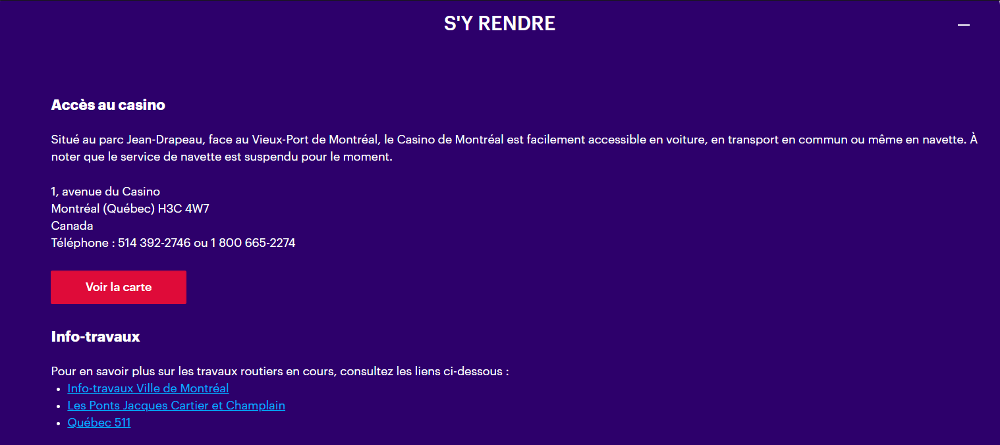 S'Y RENDRE
Accès au casino
Situé au parc Jean-Drapeau, face au Vieux-Port de Montréal, le Casino de Montréal est facilement accessible en voiture, en transport en commun ou même en navette. À
noter que le service de navette est suspendu pour le moment.
1, avenue du Casino
Montréal (Québec) H3C 4W7
Canada
Téléphone : 514 392-2746 ou 1 800 665-2274
Voir la carte
Info-travaux
Pour en savoir plus sur les travaux routiers en cours, consultez les liens ci-dessous :
• Info-travaux Ville de Montréal
• Les Ponts Jacques Cartier et Champlain
• Québec 511